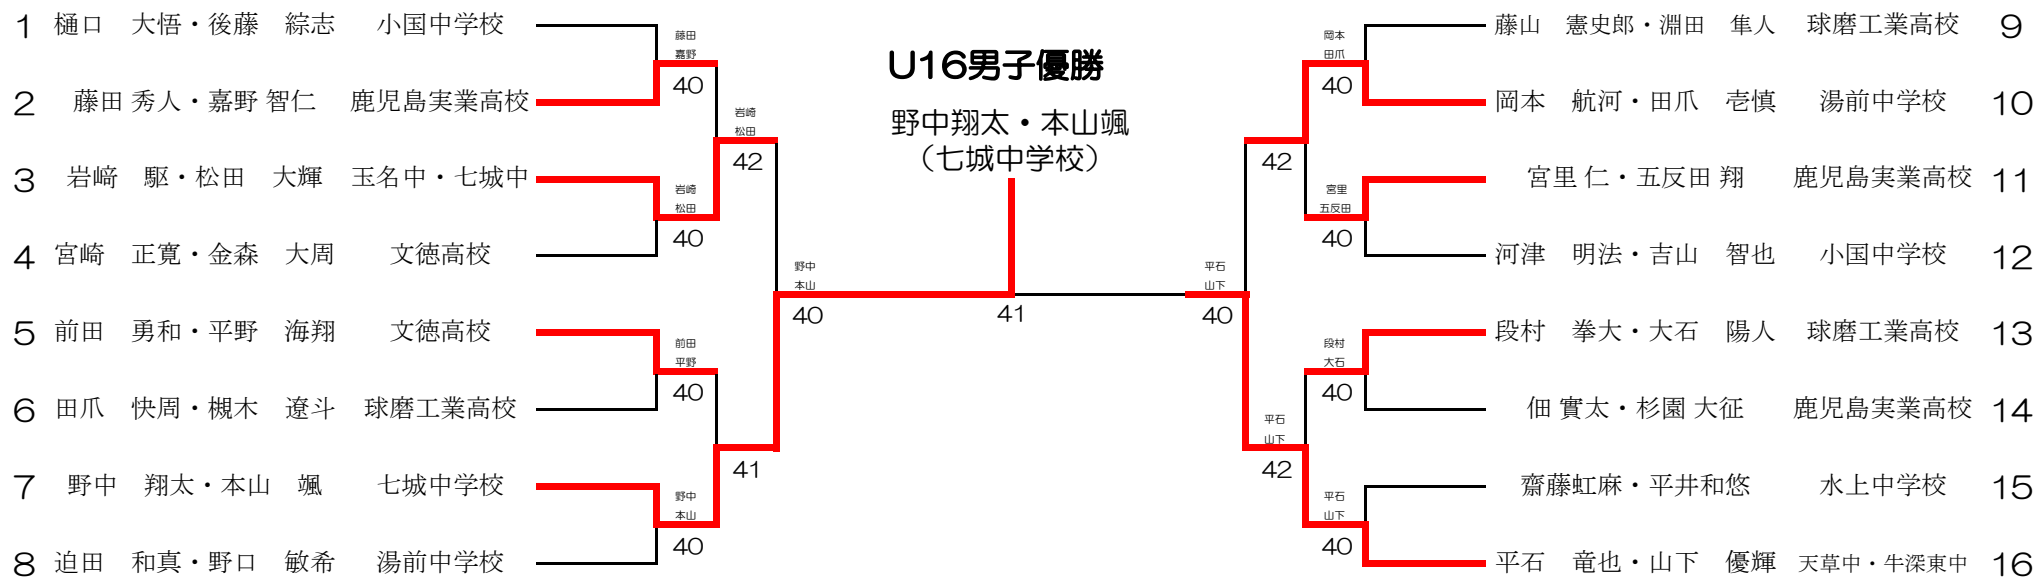 U16男子優勝
野中翔太・本山颯
(七城中学校)
1 樋口 大悟・後藤 綜志 小国中学校
2 藤田 秀人・嘉野 智仁 鹿児島実業高校
3 岩﨑 駆・松田 大輝 玉名中・七城中
4 宮崎 正寛・金森 大周 文徳高校
5 前田 勇和・平野 海翔 文徳高校
6 田爪 快周・槻木 遼斗 球磨工業高校
7 野中 翔太・本山 颯 七城中学校
8 迫田 和真・野口 敏希 湯前中学校
藤田
嘉野
40
岩崎
松田
40
前田
平野
40
野中
本山
40
岩崎
松田
42
41
野中
本山
40
41
平石
山下
40
42
平石
山下
42
岡本
田爪
40
宮里
五反田
40
段村
大石
40
平石
山下
40
藤山 憲史郎・淵田 隼人 球磨工業高校 9
岡本 航河・田爪 壱慎 湯前中学校 10
宮里 仁・五反田 翔 鹿児島実業高校 11
河津 明法・吉山 智也 小国中学校 12
段村 拳大・大石 陽人 球磨工業高校 13
佃 實太・杉園 大征 鹿児島実業高校 14
齋藤虹麻・平井和悠 水上中学校 15
平石 竜也・山下 優輝 天草中・牛深東中 16